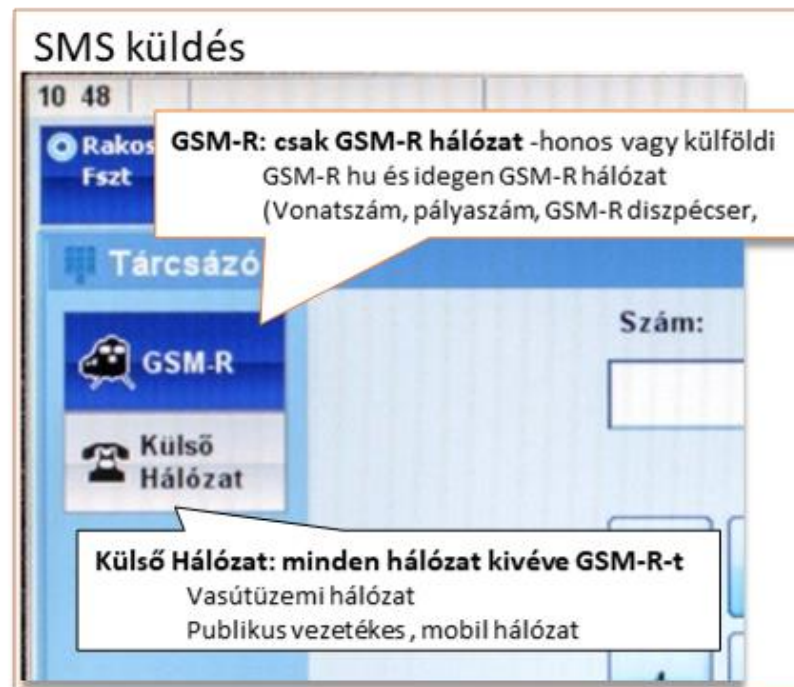 SMS küldés
10 48
Rakos
Fszt
GSM-R: csak GSM-R hálózat -honos vagy külföldi
GSM-R hu és idegen GSM-R hálózat
(Vonatszám, pályaszám, GSM-R diszpécser,
Tárcsázó
Szám:
GSM-R
Külső
Hálózat
Külső Hálózat: minden hálózat kivéve GSM-R-t
Vasútüzemi hálózat
Publikus vezetékes , mobil hálózat